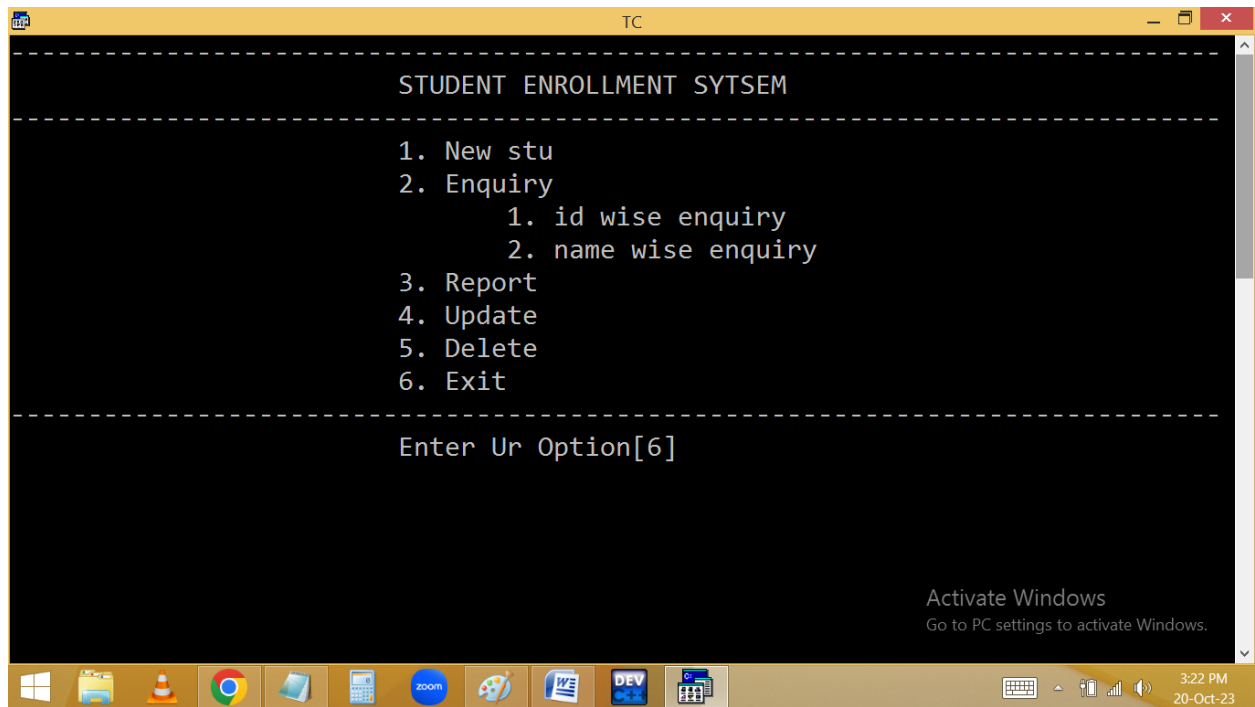 TC
--------------------------------------------------------------------------------
STUDENT ENROLLMENT SYTSEM
--------------------------------------------------------------------------------
1. New stu
2. Enquiry
1. id wise enquiry
2. name wise enquiry
3. Report
4. Update
5. Delete
6. Exit
--------------------------------------------------------------------------------
Enter Ur Option[6]
Activate Windows
Go to PC settings to activate Windows.
zoom
DEV
C++
3:22 PM
20-Oct-23